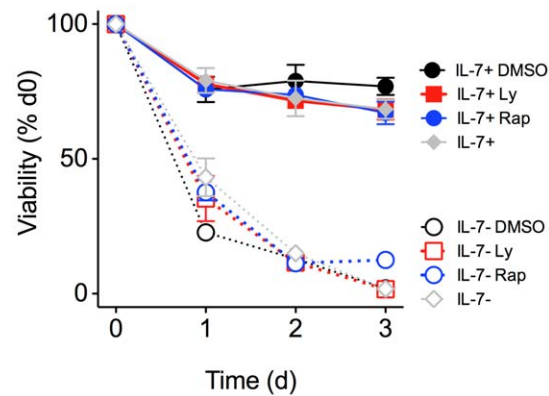 Viability (% d0)
100
50
0
0 1 2 3
Time (d)
IL-7+ DMSO
IL-7+ Ly
IL-7+ Rap
IL-7+
IL-7- DMSO
IL-7- Ly
IL-7- Rap
IL-7-